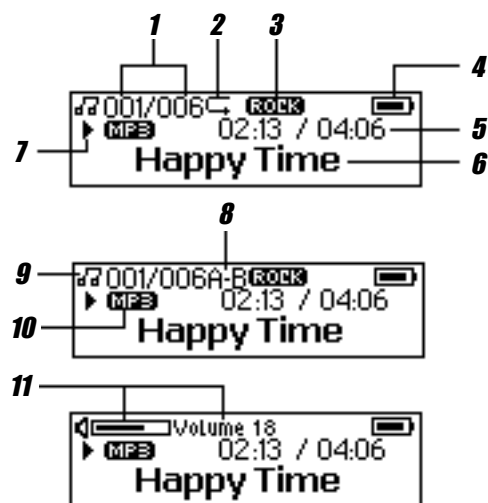 1 2 3 4
001/006 ROCK
MP3 02:13 / 04:06 5
7 Happy Time 6
8
9 001/006A-B ROCK
10 MP3 02:13 / 04:06
Happy Time
11
Volume 18
MP3 02:13 / 04:06
Happy Time